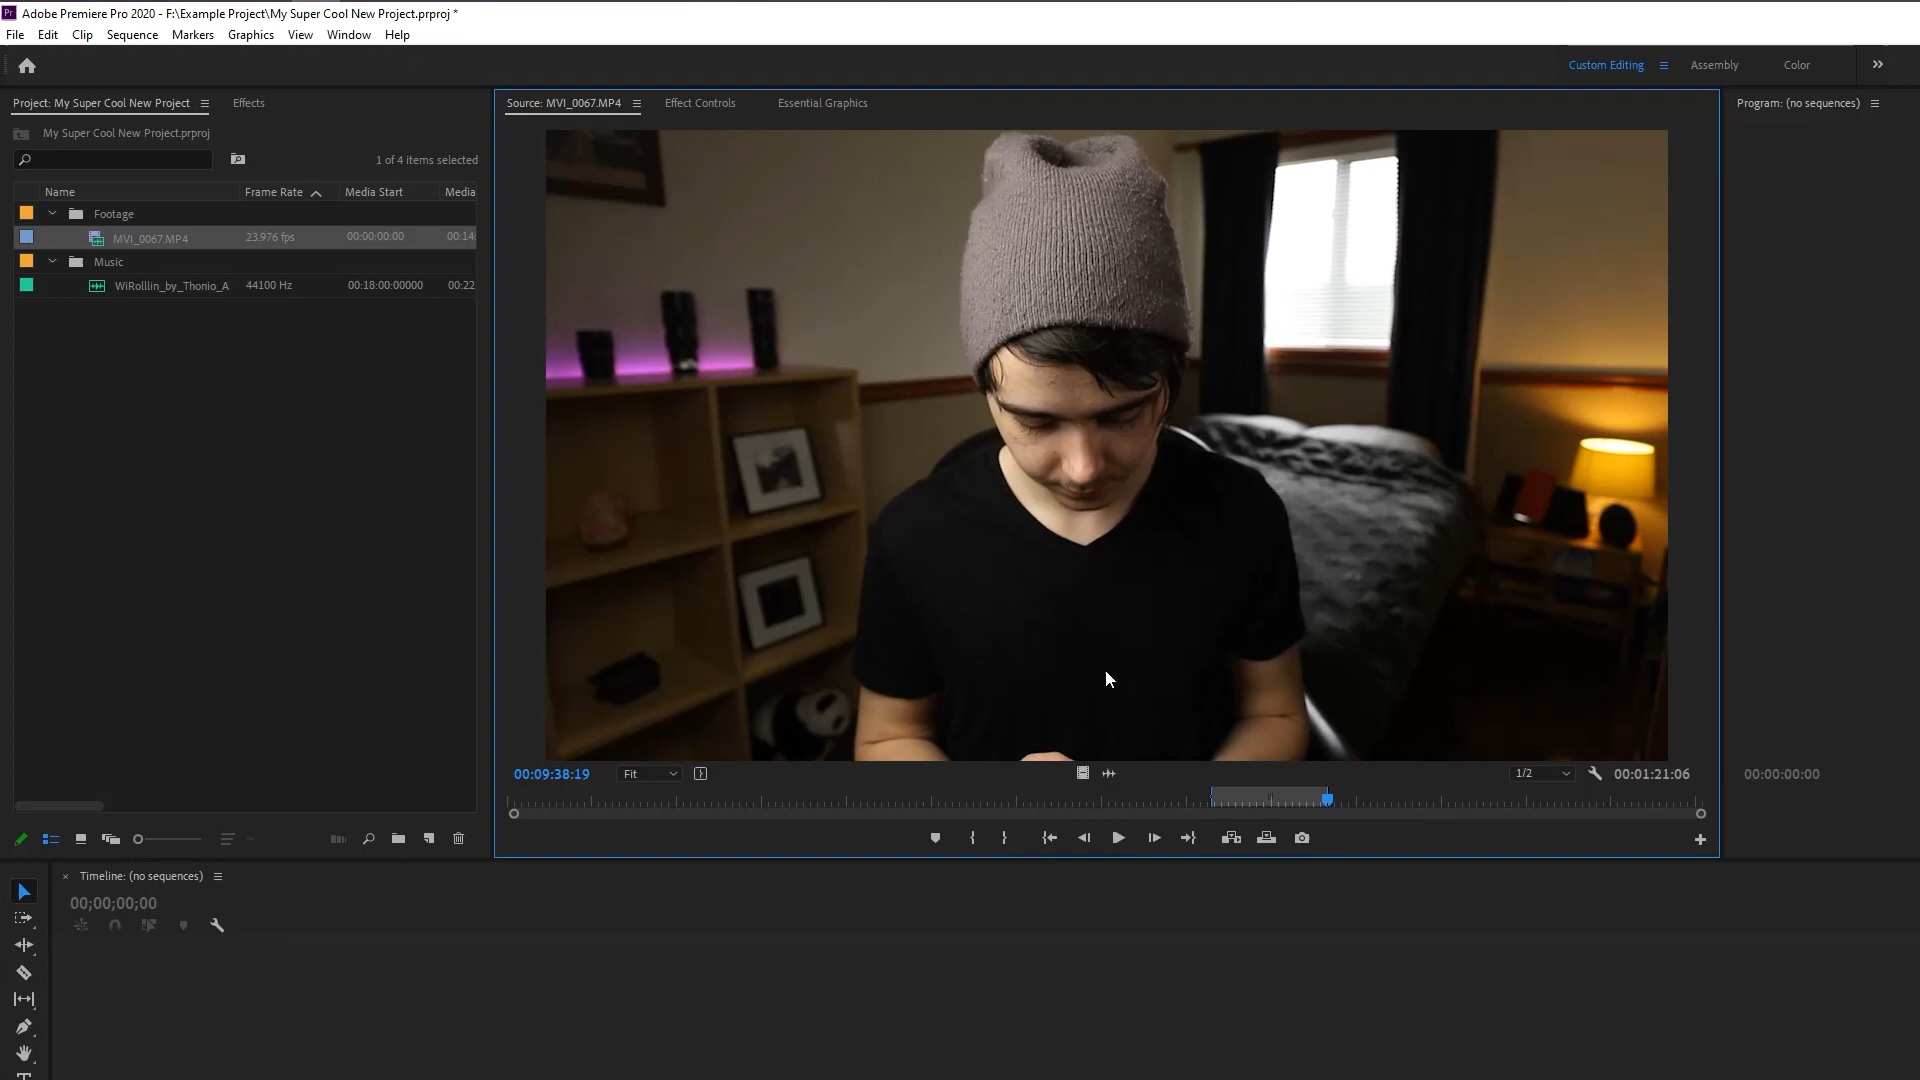 Pr Adobe Premiere Pro 2020 - F:\Example Project\My Super Cool New Project.prproj *
File Edit Clip Sequence Markers Graphics View Window Help
Custom Editing Assembly Color
Project: My Super Cool New Project Effects
Source: MVI_0067.MP4 Effect Controls Essential Graphics
Program: (no sequences)
My Super Cool New Project.prproj
1 of 4 items selected
Name Frame Rate Media Start Media
Footage
MVI_0067.MP4 23.976 fps 00:00:00:00 00:14:
Music
WiRolllin_by_Thonio_A 44100 Hz 00:18:00:00000 00:22
00:09:38:19 Fit 1/2 00:01:21:06
00:00:00:00
Timeline: (no sequences)
00;00;00;00